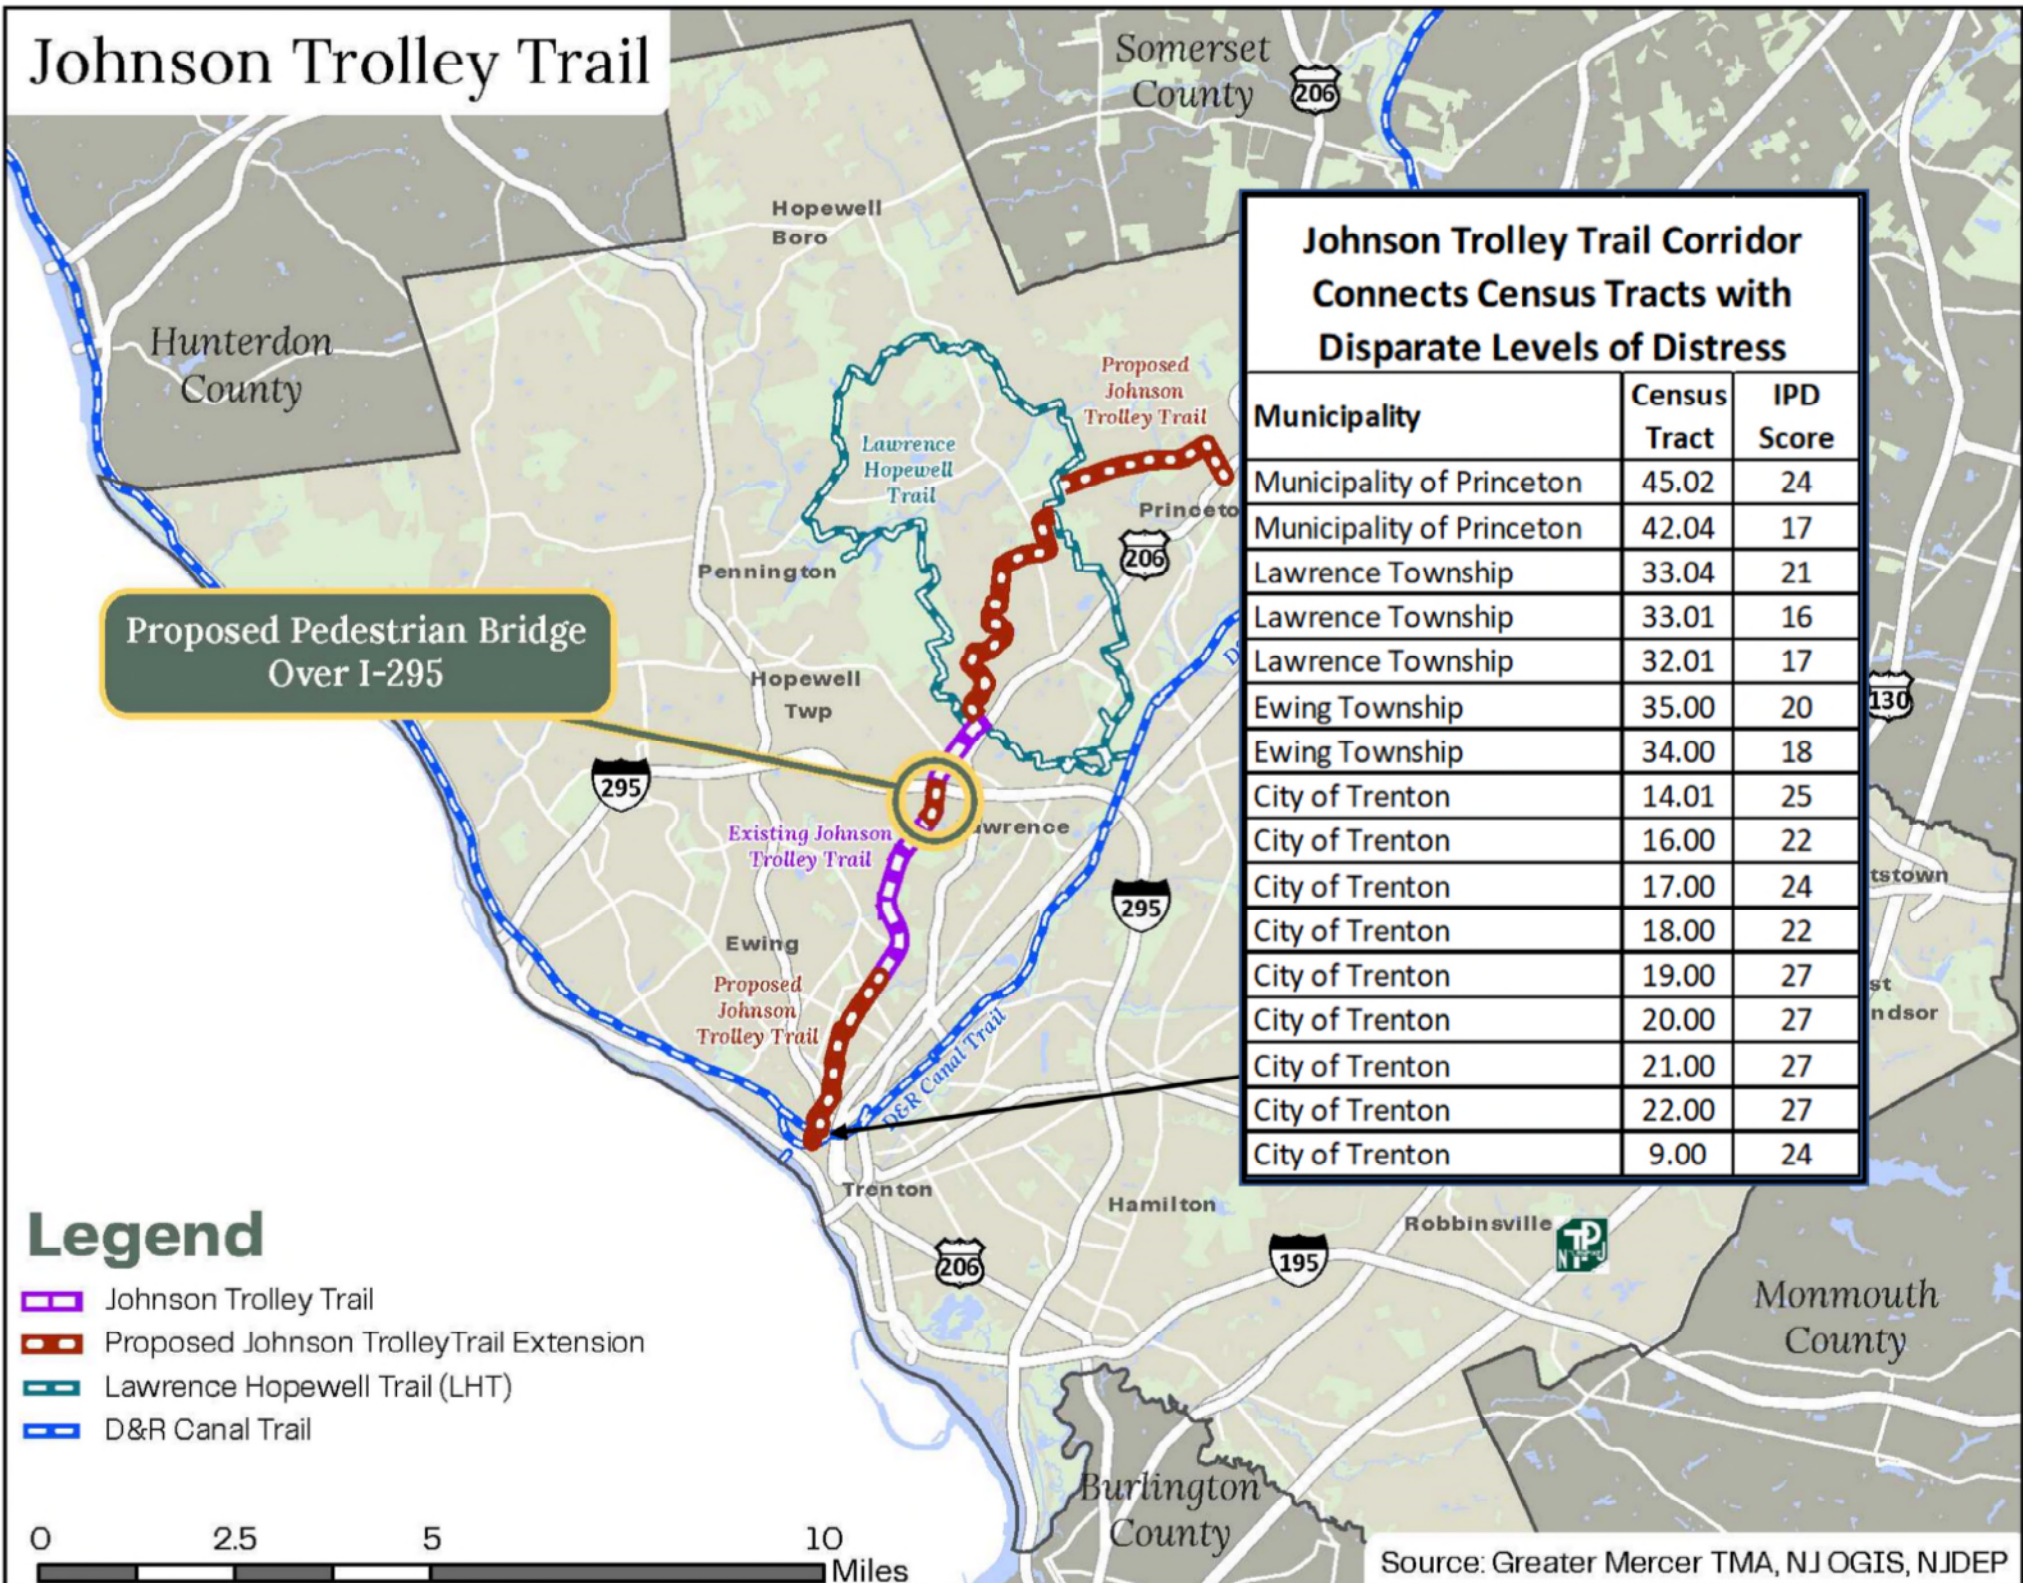 Johnson Trolley Trail
Somerset
County
206
Hopewell
Boro
Hunterdon
County
Proposed
Johnson
Trolley Trail
Lawrence
Hopewell
Trail
Princeto
206
Pennington
Proposed Pedestrian Bridge
Over I-295
Hopewell
Twp
295
Existing Johnson
Trolley Trail
awrence
295
Ewing
Proposed
Johnson
Trolley Trail
D&R Canal Trail
D
Trenton
Hamilton
206
195
Robbinsville
130
tstown
st
ndsor
Monmouth
County
Burlington
County
Johnson Trolley Trail Corridor
Connects Census Tracts with
Disparate Levels of Distress
Municipality Census Tract IPD Score
Municipality of Princeton 45.02 24
Municipality of Princeton 42.04 17
Lawrence Township 33.04 21
Lawrence Township 33.01 16
Lawrence Township 32.01 17
Ewing Township 35.00 20
Ewing Township 34.00 18
City of Trenton 14.01 25
City of Trenton 16.00 22
City of Trenton 17.00 24
City of Trenton 18.00 22
City of Trenton 19.00 27
City of Trenton 20.00 27
City of Trenton 21.00 27
City of Trenton 22.00 27
City of Trenton 9.00 24
Legend
Johnson Trolley Trail
Proposed Johnson TrolleyTrail Extension
Lawrence Hopewell Trail (LHT)
D&R Canal Trail
0 2.5 5 10
Miles
Source: Greater Mercer TMA, NJ OGIS, NJDEP